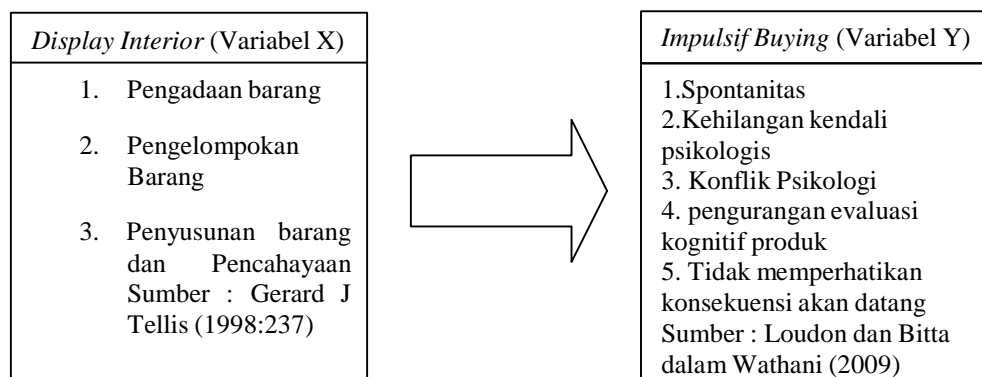 Display Interior (Variabel X)
1. Pengadaan barang
2. Pengelompokan
Barang
3. Penyusunan barang
dan Pencahayaan
Sumber : Gerard J
Tellis (1998:237)
Impulsif Buying (Variabel Y)
1.Spontanitas
2.Kehilangan kendali
psikologis
3. Konflik Psikologi
4. pengurangan evaluasi
kognitif produk
5. Tidak memperhatikan
konsekuensi akan datang
Sumber : Loudon dan Bitta
dalam Wathani (2009)